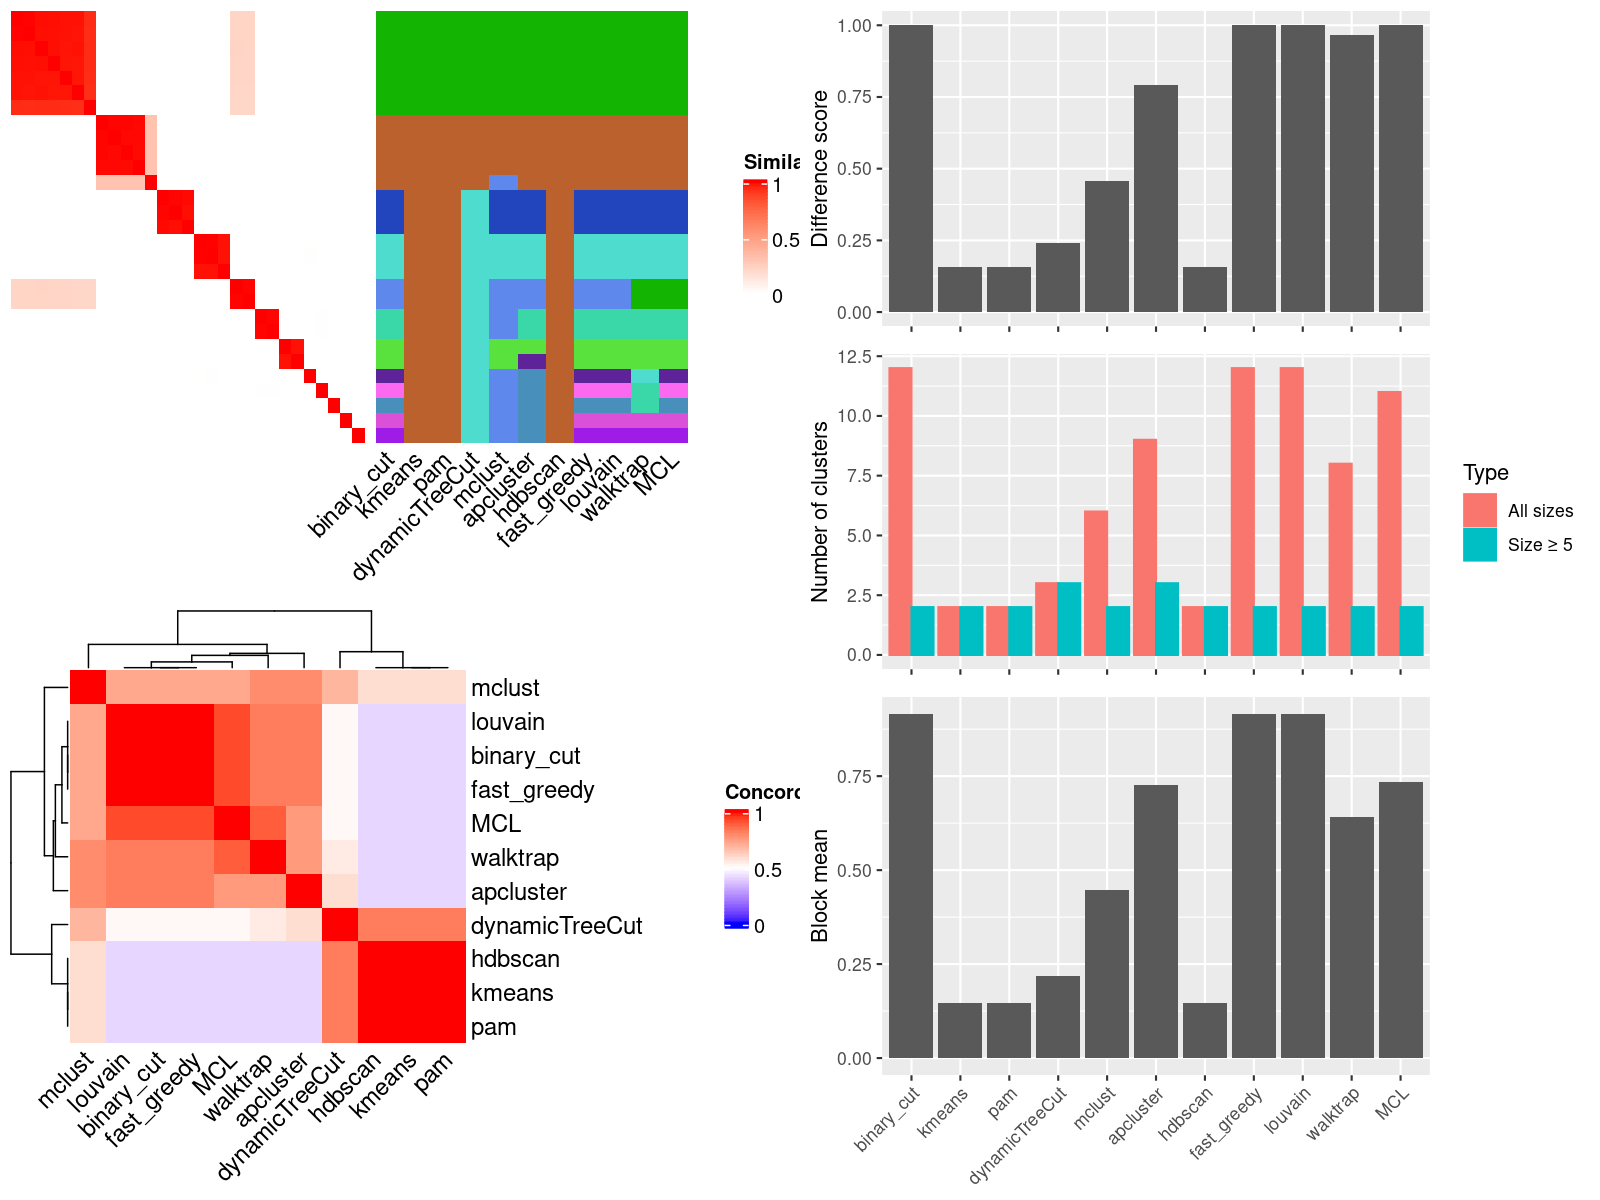 Simila
1
0.5
0
binary_cut
kmeans
pam
dynamicTreeCut
mclust
apcluster
hdbscan
fast_greedy
louvain
walktrap
MCL
mclust
louvain
binary_cut
fast_greedy
MCL
walktrap
apcluster
dynamicTreeCut
hdbscan
kmeans
pam
Concord
1
0.5
0
mclust
louvain
binary_cut
fast_greedy
MCL
walktrap
apcluster
dynamicTreeCut
hdbscan
kmeans
pam
Difference score
1.00
0.75
0.50
0.25
0.00
Number of clusters
12.5
10.0
7.5
5.0
2.5
0.0
Type
All sizes
Size ≥ 5
Block mean
0.75
0.50
0.25
0.00
binary_cut
kmeans
pam
dynamicTreeCut
mclust
apcluster
hdbscan
fast_greedy
louvain
walktrap
MCL